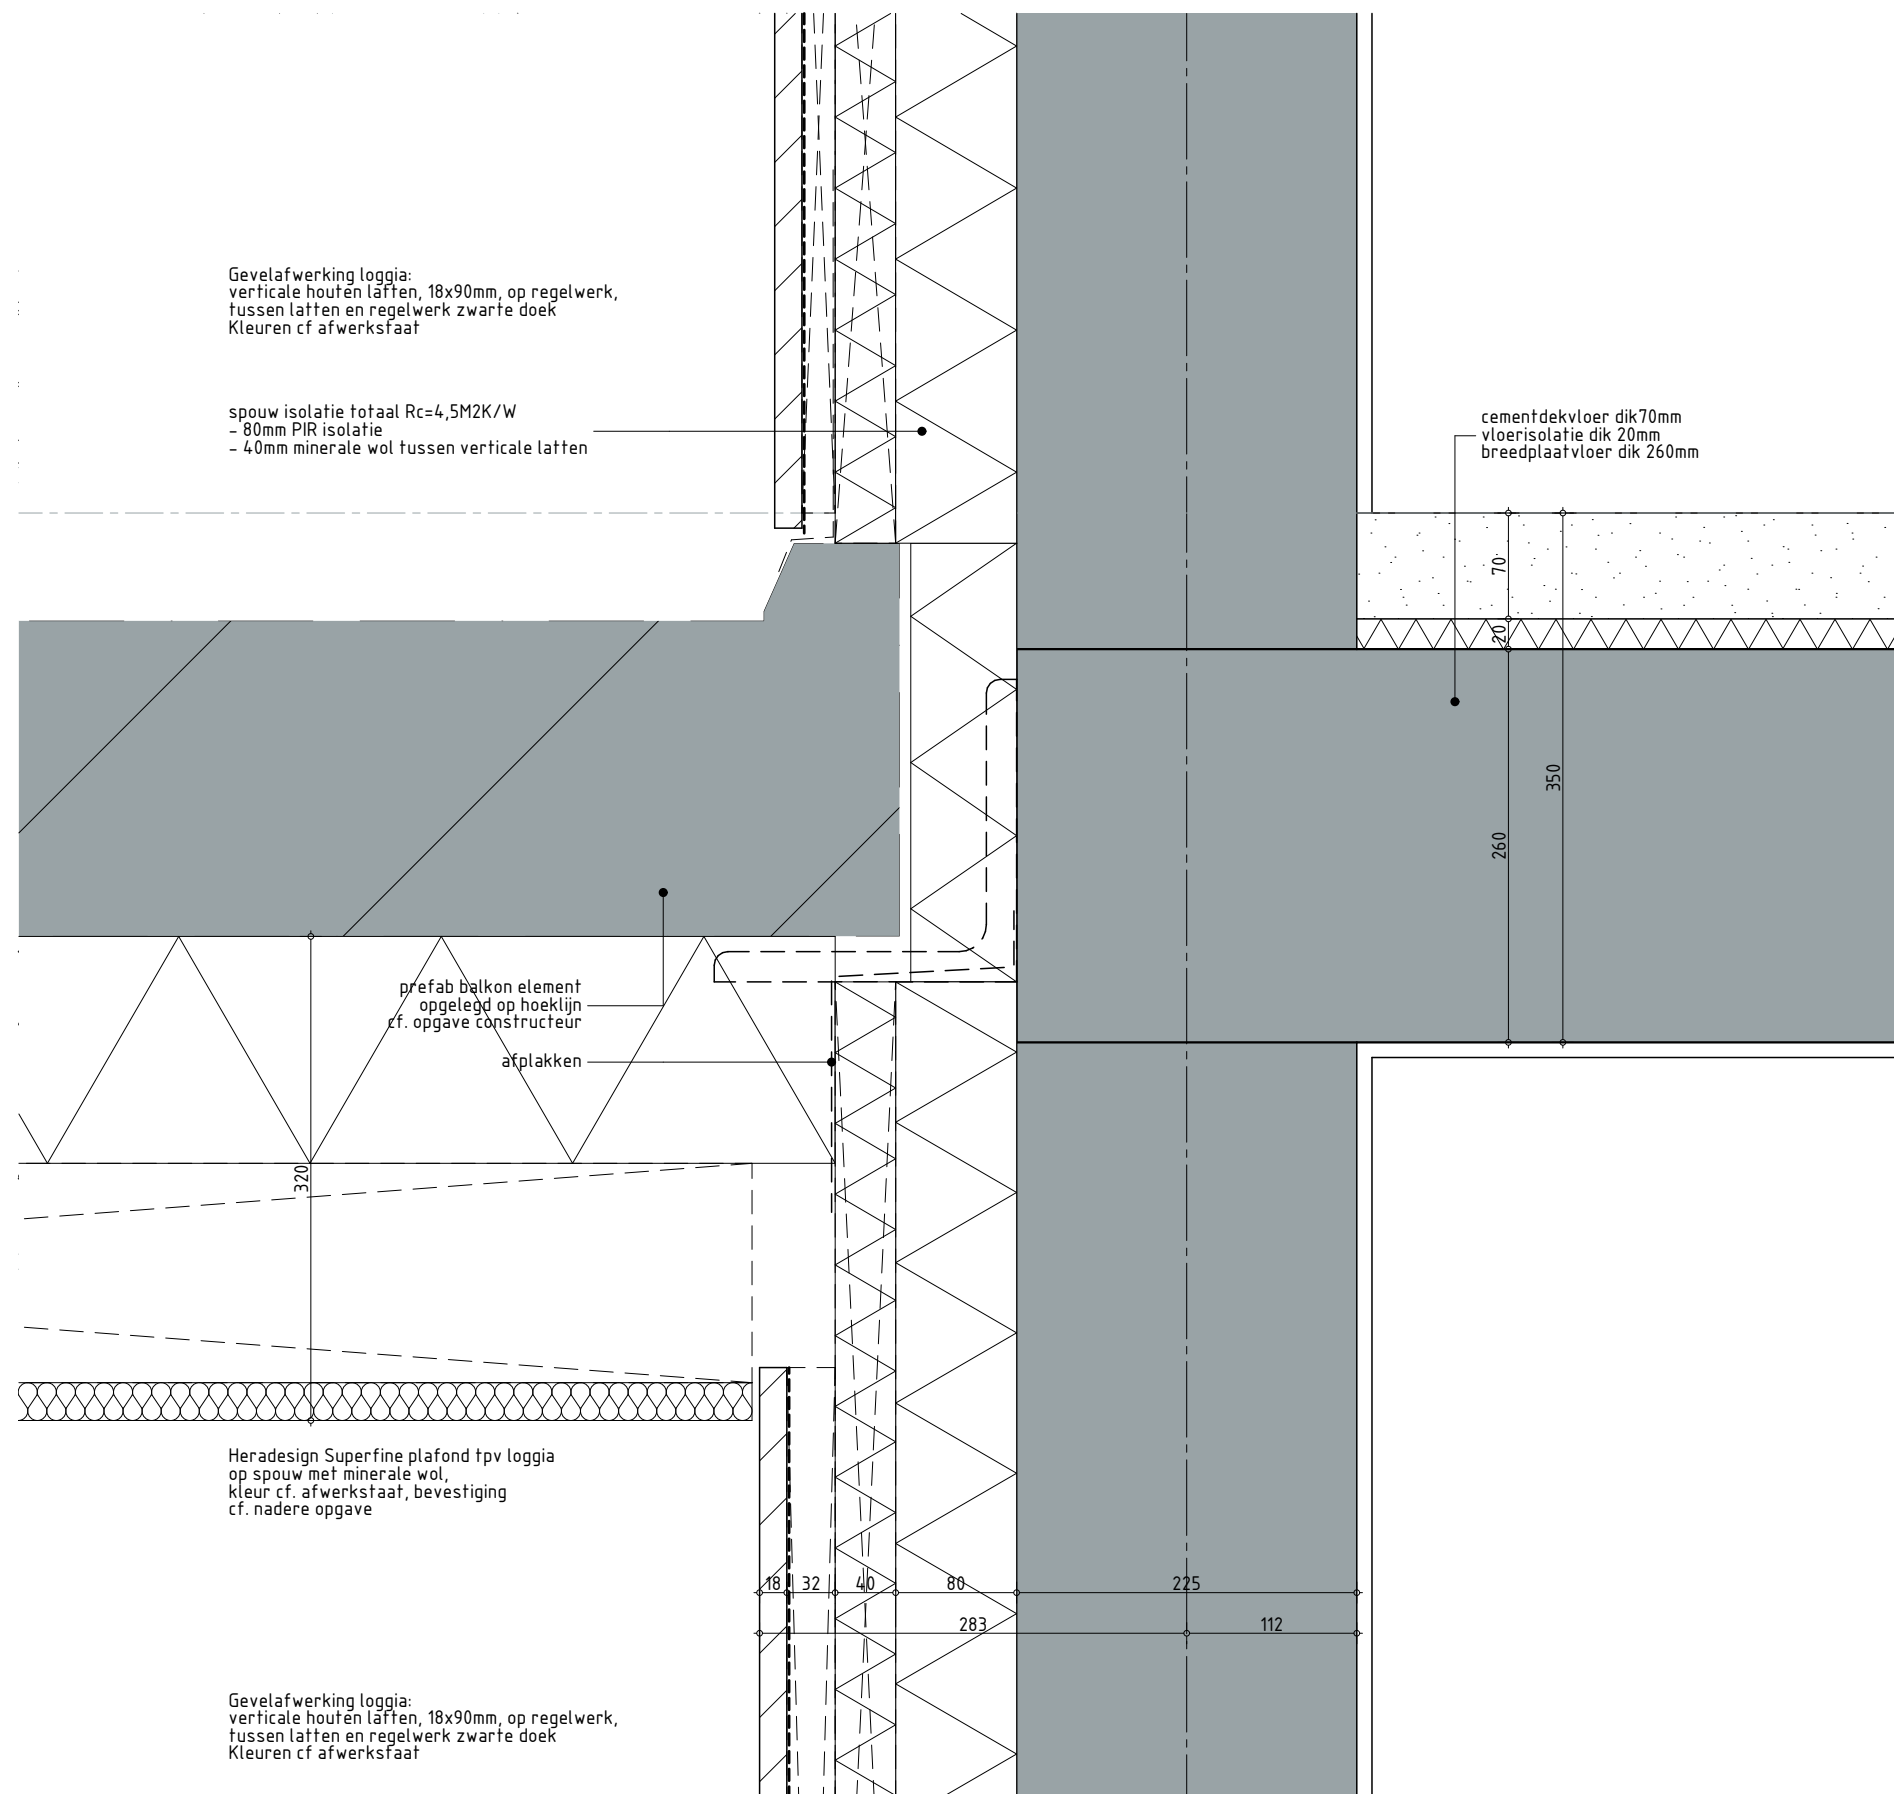 Gevelafwerking loggia:
verticale houten latten, 18x90mm, op regelwerk,
tussen latten en regelwerk zwarte doek
Kleuren cf afwerkstaat
spouw isolatie totaal Rc=4,5M2K/W
- 80mm PIR isolatie
- 40mm minerale wol tussen verticale latten
cementdekvloer dik70mm
vloerisolatie dik 20mm
breedplaatvloer dik 260mm
70
20
350
260
prefab balkon element
opgelegd op hoeklijn
cf. opgave constructeur
afplakken
320
Heradesign Superfine plafond tpv loggia
op spouw met minerale wol,
kleur cf. afwerkstaat, bevestiging
cf. nadere opgave
18 32 40 80 225
283 112
Gevelafwerking loggia:
verticale houten latten, 18x90mm, op regelwerk,
tussen latten en regelwerk zwarte doek
Kleuren cf afwerkstaat